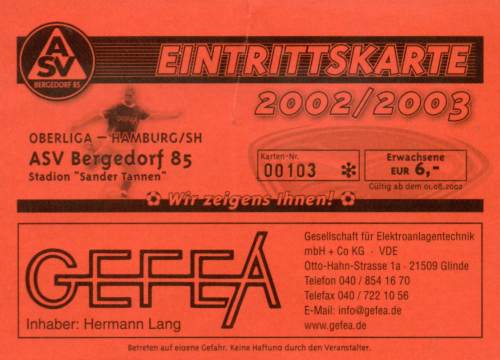 ASV
BERGEDORF 85
EINTRITTSKARTE
2002/2003
OBERLIGA – HAMBURG/SH
ASV Bergedorf 85
Stadion "Sander Tannen"
Karten-Nr.
00103
Erwachsene
EUR 6,-
Gültig ab dem 01.08.2002
Wir zeigens Ihnen!
GEFEA
Inhaber: Hermann Lang
Gesellschaft für Elektroanlagentechnik
mbH + Co KG · VDE
Otto-Hahn-Strasse 1a · 21509 Glinde
Telefon 040 / 854 16 70
Telefax 040 / 722 10 56
E-Mail: info@gefea.de
www.gefea.de
Betreten auf eigene Gefahr. Keine Haftung durch den Veranstalter.